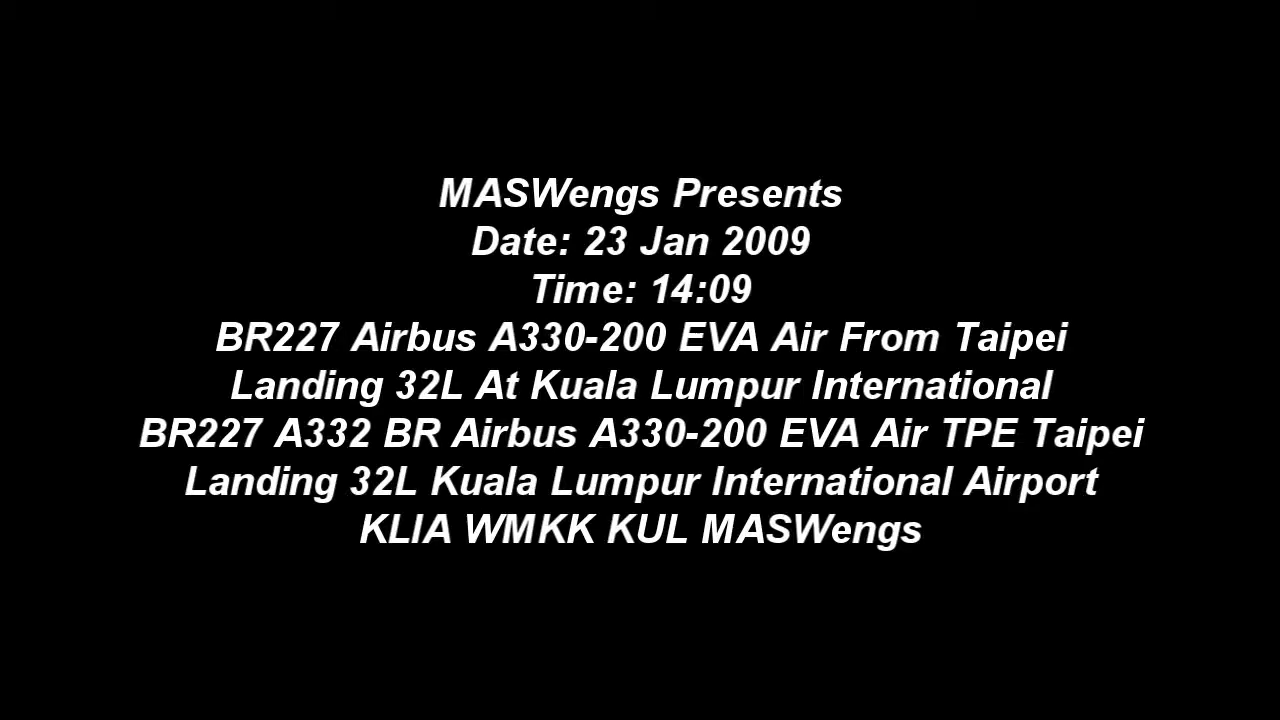 MASWengs Presents
Date: 23 Jan 2009
Time: 14:09
BR227 Airbus A330-200 EVA Air From Taipei
Landing 32L At Kuala Lumpur International
BR227 A332 BR Airbus A330-200 EVA Air TPE Taipei
Landing 32L Kuala Lumpur International Airport
KLIA WMKK KUL MASWengs